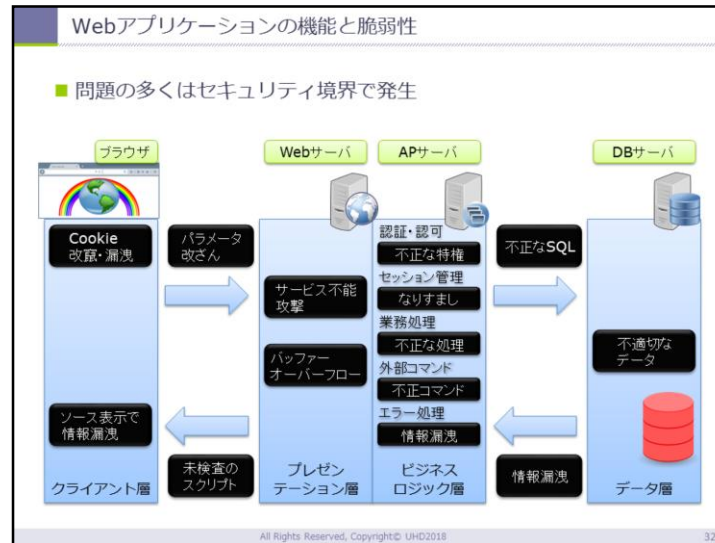 Webアプリケーションの機能と脆弱性
■ 問題の多くはセキュリティ境界で発生
ブラウザ
Webサーバ
APサーバ
DBサーバ
Cookie
改竄・漏洩
パラメータ
改ざん
サービス不能
攻撃
バッファー
オーバーフロー
認証・認可
不正な特権
セッション管理
なりすまし
業務処理
不正な処理
外部コマンド
不正コマンド
エラー処理
情報漏洩
不正なSQL
不適切な
データ
ソース表示で
情報漏洩
未検査の
スクリプト
情報漏洩
クライアント層
プレゼン
テーション層
ビジネス
ロジック層
データ層
All Rights Reserved, Copyright© UHD2018
32